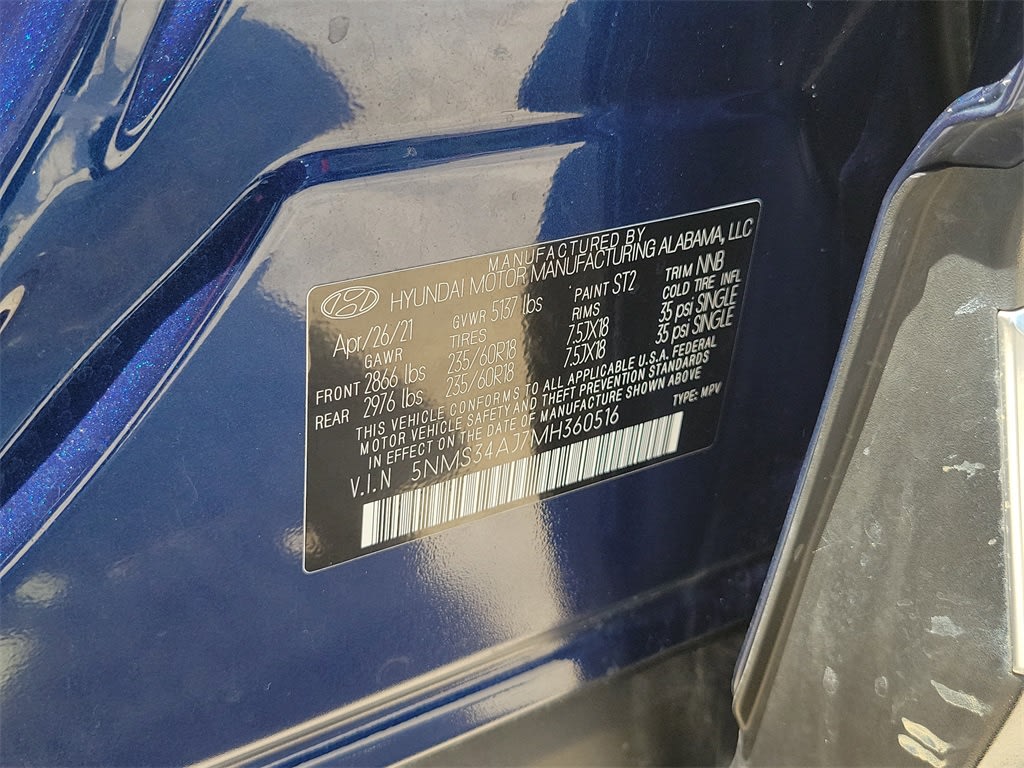 MANUFACTURED BY
HYUNDAI MOTOR MANUFACTURING ALABAMA, LLC
Apr/26/21 GVWR 5137 lbs PAINT ST2 TRIM NNB
GAWR TIRES RIMS COLD TIRE INFL
FRONT 2866 lbs 235/60R18 7.5JX18 35 psi SINGLE
REAR 2976 lbs 235/60R18 7.5JX18 35 psi SINGLE
THIS VEHICLE CONFORMS TO ALL APPLICABLE U.S.A. FEDERAL
MOTOR VEHICLE SAFETY AND THEFT PREVENTION STANDARDS
IN EFFECT ON THE DATE OF MANUFACTURE SHOWN ABOVE
V.I.N 5NMS34AJ7MH360516 TYPE: MPV